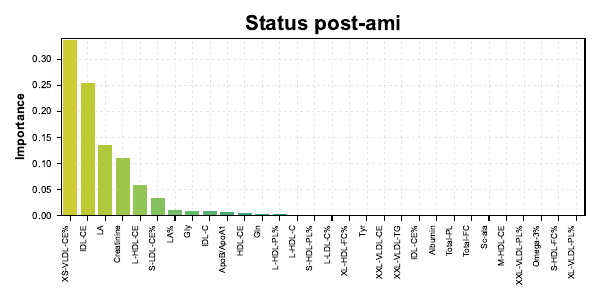 Status post-ami
Importance
0.30
0.25
0.20
0.15
0.10
0.05
0.00
XS-VLDL-CE%
IDL-CE
LA
Creatinine
L-HDL-CE
S-LDL-CE%
LA%
Gly
IDL-C
ApoB/ApoA1
HDL-CE
Gln
L-HDL-PL%
L-HDL-C
S-HDL-PL%
L-LDL-C%
XL-HDL-FC%
Tyr
XXL-VLDL-CE
XXL-VLDL-TG
IDL-CE%
Albumin
Total-PL
Total-FC
Sc-ala
M-HDL-CE
XXL-VLDL-PL%
Omega-3%
S-HDL-FC%
XL-VLDL-PL%